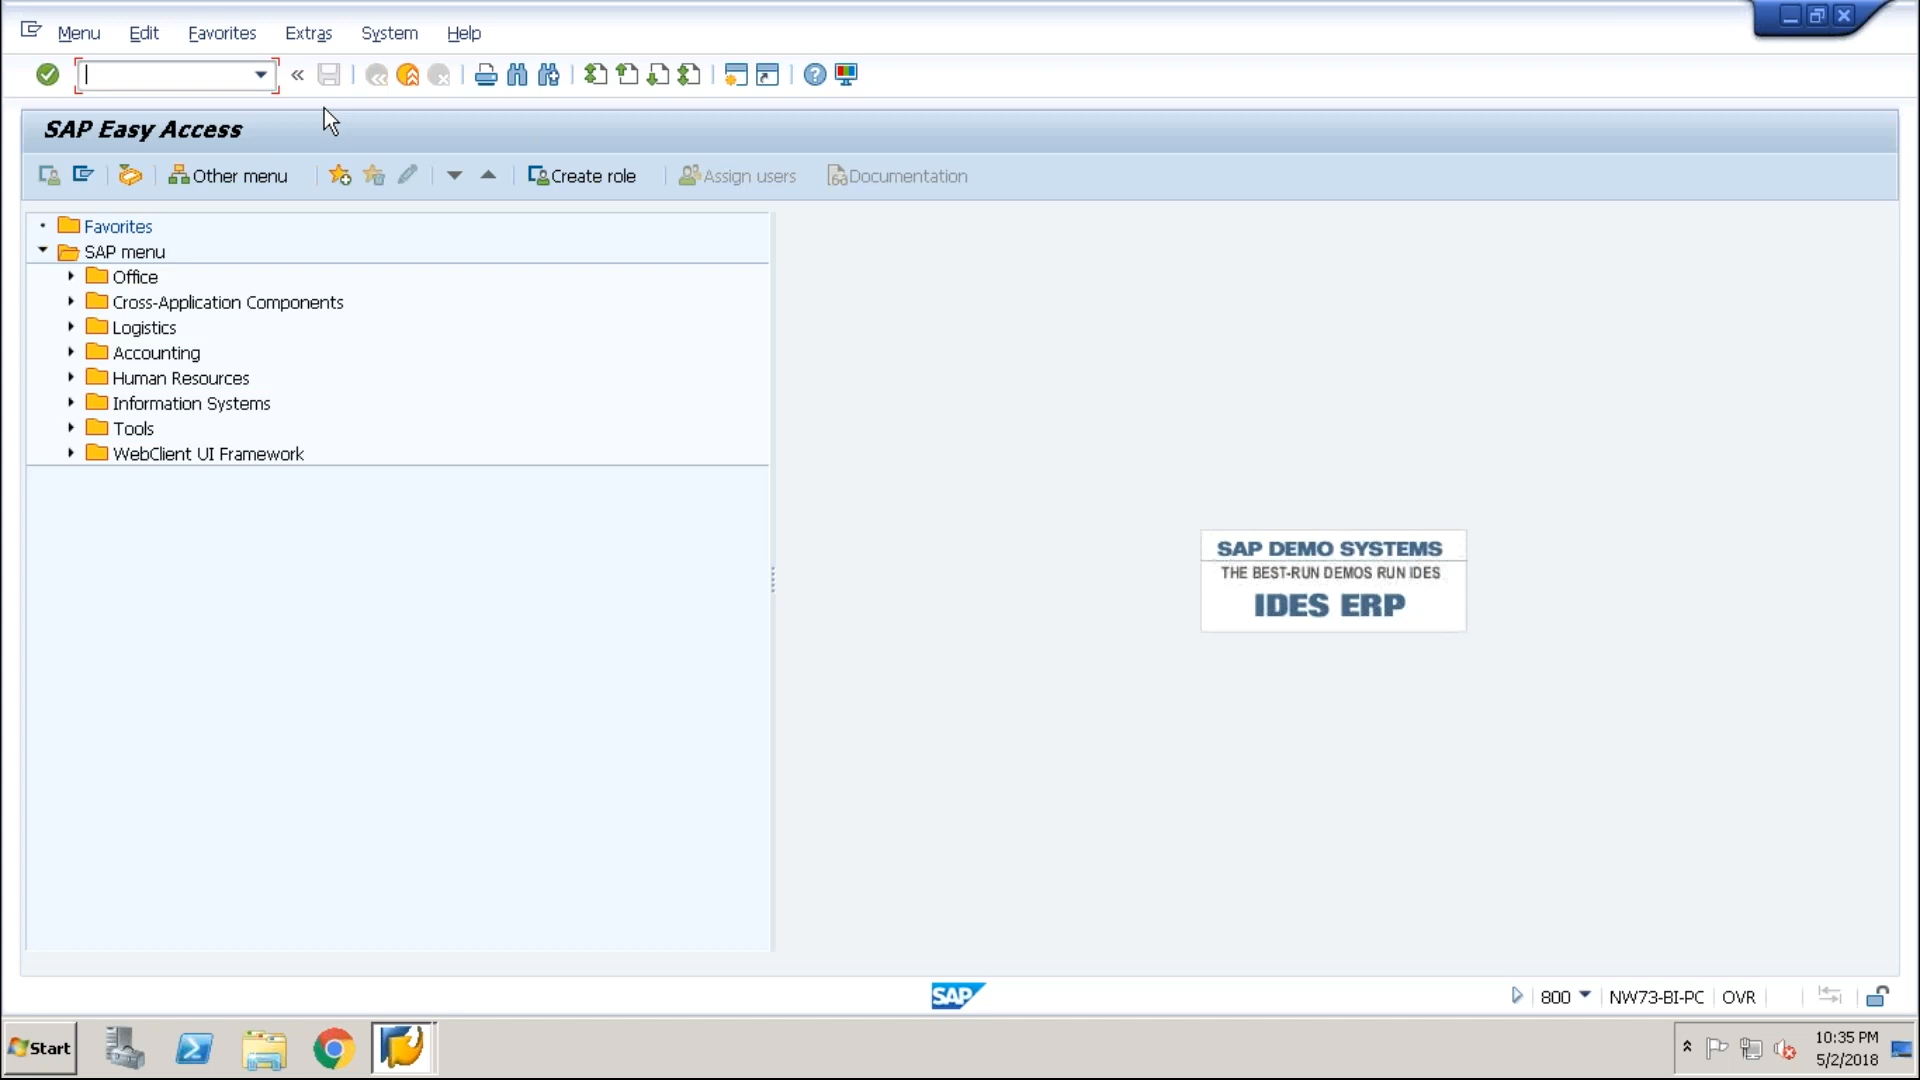 Menu Edit Favorites Extras System Help
SAP Easy Access
Other menu Create role Assign users Documentation
Favorites
SAP menu
Office
Cross-Application Components
Logistics
Accounting
Human Resources
Information Systems
Tools
WebClient UI Framework
SAP DEMO SYSTEMS
THE BEST-RUN DEMOS RUN IDES
IDES ERP
SAP
800 NW73-BI-PC OVR
Start
10:35 PM
5/2/2018